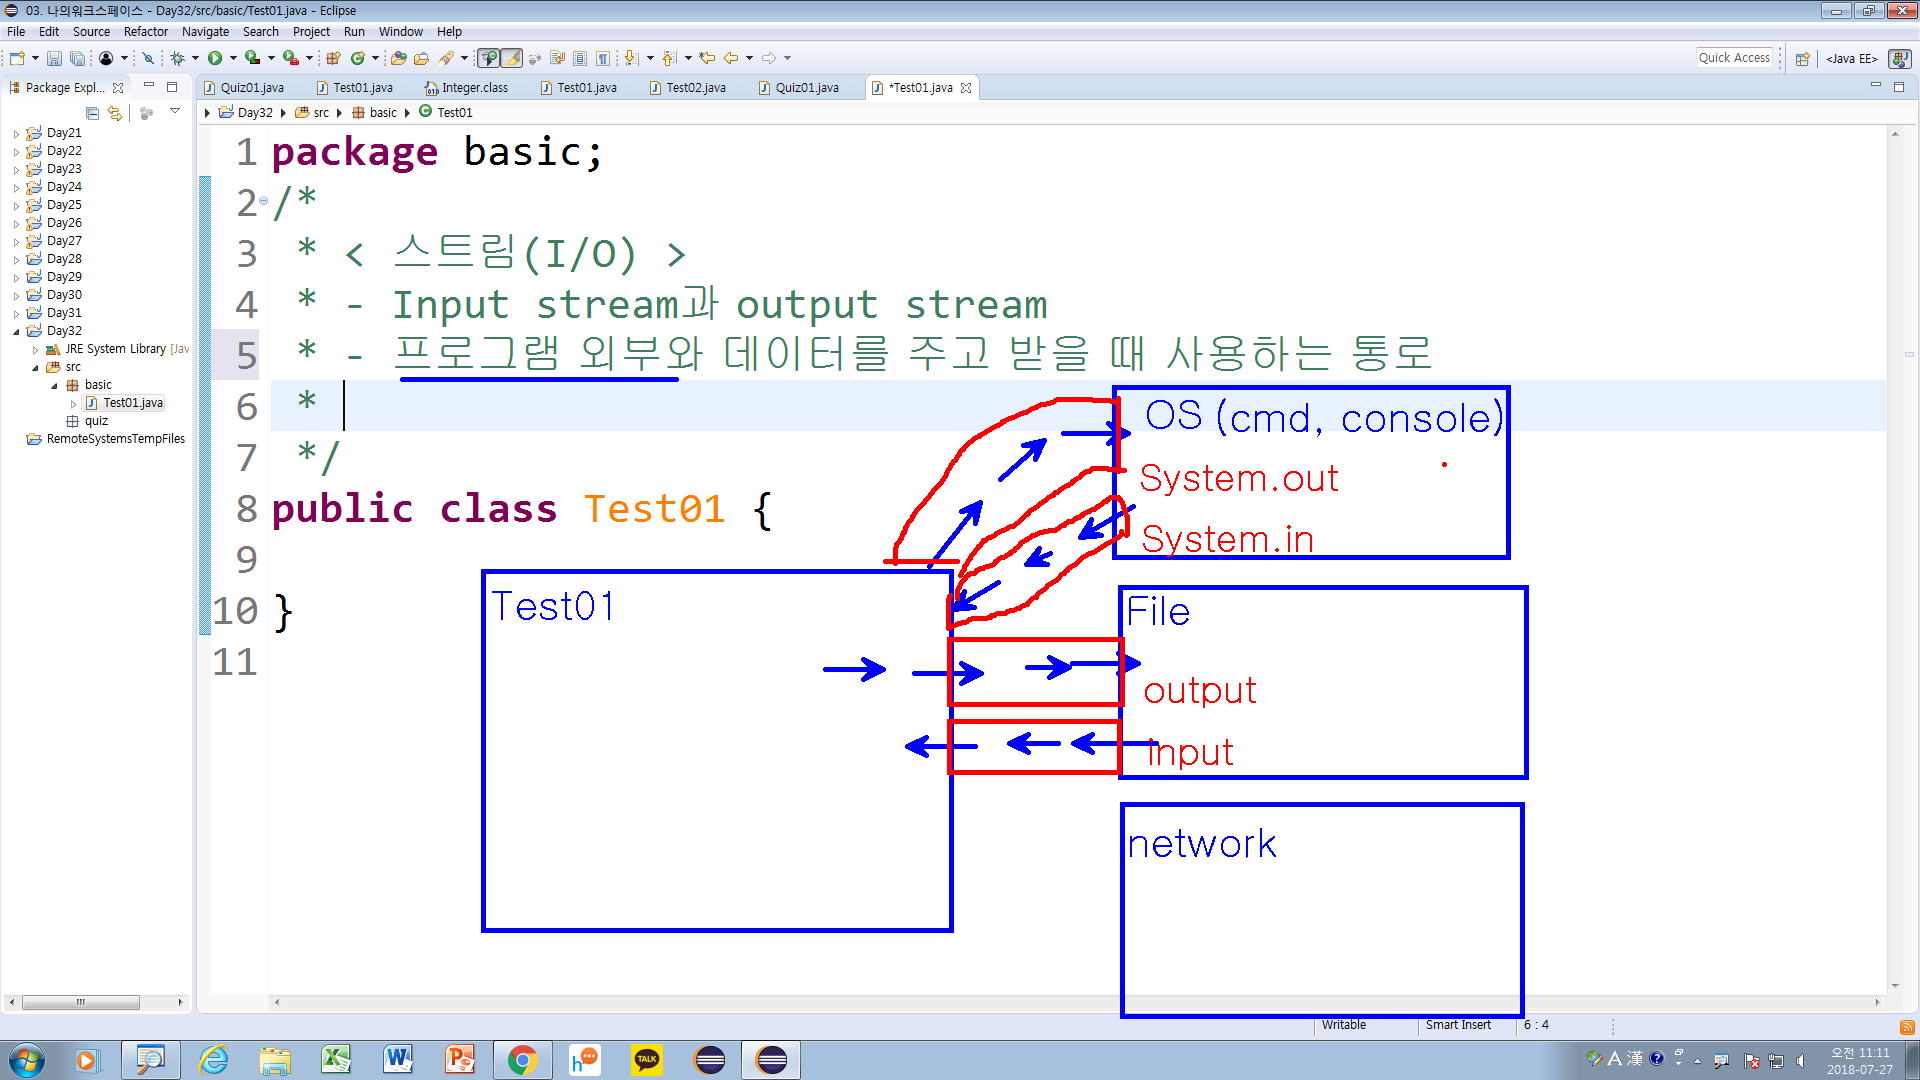 03. 나의워크스페이스 - Day32/src/basic/Test01.java - Eclipse
File Edit Source Refactor Navigate Search Project Run Window Help
Quick Access <Java EE>
Package Expl...
Quiz01.java Test01.java Integer.class Test01.java Test02.java Quiz01.java *Test01.java
Day32 src basic Test01
Day21
Day22
Day23
Day24
Day25
Day26
Day27
Day28
Day29
Day30
Day31
Day32
JRE System Library [Jav
src
basic
Test01.java
quiz
RemoteSystemsTempFiles
1 package basic;
2 /*
3 * < 스트림(I/O) >
4 * - Input stream과 output stream
5 * - 프로그램 외부와 데이터를 주고 받을 때 사용하는 통로
6 *
7 */
8 public class Test01 {
9
10 }
11
OS (cmd, console)
System.out
System.in
Test01
File
output
input
network
Writable Smart Insert 6 : 4
TALK
A 漢
오전 11:11
2018-07-27